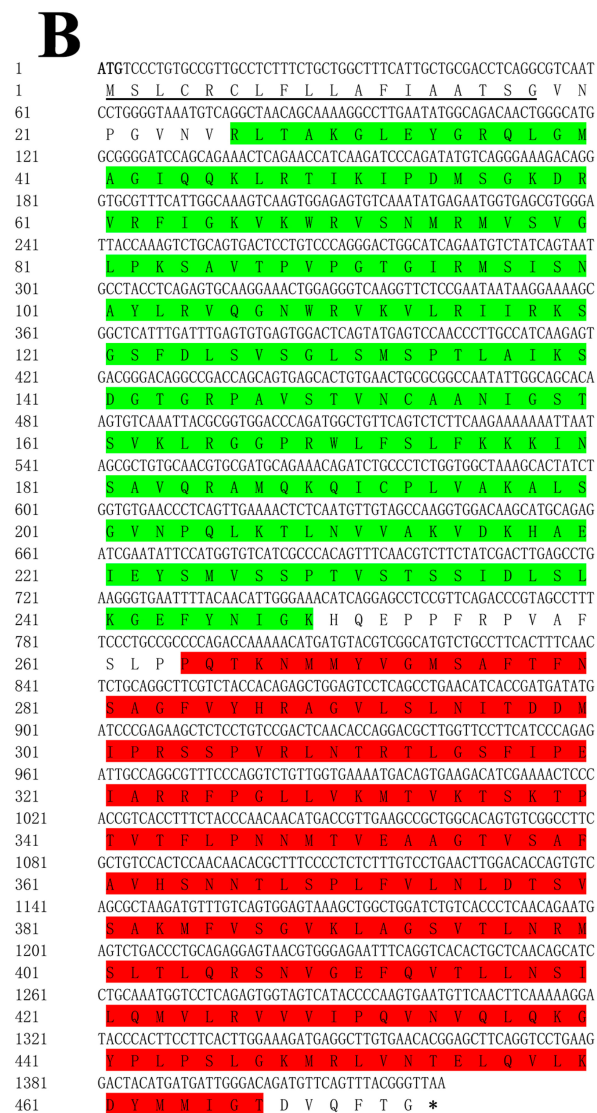 B
1 ATGTCCCTGTGCCGTTGCCTCTTTCTGCTGGCTTTCATTGCTGCGACCTCAGGCGTCAAT
1 M S L C R C L F L L A F I A A T S G V N
61 CCTGGGGTAAATGTCAGGCTAACAGCAAAAGGCCTTGAATATGGCAGACAACTGGGCATG
21 P G V N V R L T A K G L E Y G R Q L G M
121 GCGGGGATCCAGCAGAAACTCAGAACCATCAAGATCCCAGATATGTCAGGGAAAGACAGG
41 A G I Q Q K L R T I K I P D M S G K D R
181 GTGCGTTTCATTGGCAAAGTCAAGTGGAGAGTGTCAAATATGAGAATGGTGAGCGTGGGA
61 V R F I G K V K W R V S N M R M V S V G
241 TTACCAAAGTCTGCAGTGACTCCTGTCCCAGGGACTGGCATCAGAATGTCTATCAGTAAT
81 L P K S A V T P V P G T G I R M S I S N
301 GCCTACCTCAGAGTGCAAGGAAACTGGAGGGTCAAGGTTCTCCGAATAATAAGGAAAAGC
101 A Y L R V Q G N W R V K V L R I I R K S
361 GGCTCATTTGATTTGAGTGTGAGTGGACTCAGTATGAGTCCAACCCTTGCCATCAAGAGT
121 G S F D L S V S G L S M S P T L A I K S
421 GACGGGACAGGCCGACCAGCAGTGAGCACTGTGAACTGCGCGGCCAATATTGGCAGCACA
141 D G T G R P A V S T V N C A A N I G S T
481 AGTGTCAAATTACGCGGTGGACCCAGATGGCTGTTCAGTCTCTTCAAGAAAAAAATTAAT
161 S V K L R G G P R W L F S L F K K K I N
541 AGCGCTGTGCAACGTGCGATGCAGAAACAGATCTGCCCTCTGGTGGCTAAAGCACTATCT
181 S A V Q R A M Q K Q I C P L V A K A L S
601 GGTGTGAACCCTCAGTTGAAAACTCTCAATGTTGTAGCCAAGGTGGACAAGCATGCAGAG
201 G V N P Q L K T L N V V A K V D K H A E
661 ATCGAATATTCCATGGTGTCATCGCCCACAGTTTCAACGTCTTCTATCGACTTGAGCCTG
221 I E Y S M V S S P T V S T S S I D L S L
721 AAGGGTGAATTTTACAACATTGGGAAACATCAGGAGCCTCCGTTCAGACCCGTAGCCTTT
241 K G E F Y N I G K H Q E P P F R P V A F
781 TCCCTGCCGCCCCAGACCAAAAACATGATGTACGTCGGCATGTCTGCCTTCACTTTCAAC
261 S L P P Q T K N M M Y V G M S A F T F N
841 TCTGCAGGCTTCGTCTACCACAGAGCTGGAGTCCTCAGCCTGAACATCACCGATGATATG
281 S A G F V Y H R A G V L S L N I T D D M
901 ATCCCGAGAAGCTCTCCTGTCCGACTCAACACCAGGACGCTTGGTTCCTTCATCCCAGAG
301 I P R S S P V R L N T R T L G S F I P E
961 ATTGCCAGGCGTTTCCCAGGTCTGTTGGTGAAAATGACAGTGAAGACATCGAAAACTCCC
321 I A R R F P G L L V K M T V K T S K T P
1021 ACCGTCACCTTTCTACCCAACAACATGACCGTTGAAGCCGCTGGCACAGTGTCGGCCTTC
341 T V T F L P N N M T V E A A G T V S A F
1081 GCTGTCCACTCCAACAACACGCTTTCCCCTCTCTTTGTCCTGAACTTGGACACCAGTGTC
361 A V H S N N T L S P L F V L N L D T S V
1141 AGCGCTAAGATGTTTGTCAGTGGAGTAAAGCTGGCTGGATCTGTCACCCTCAACAGAATG
381 S A K M F V S G V K L A G S V T L N R M
1201 AGTCTGACCCTGCAGAGGAGTAACGTGGGAGAATTTCAGGTCACACTGCTCAACAGCATC
401 S L T L Q R S N V G E F Q V T L L N S I
1261 CTGCAAATGGTCCTCAGAGTGGTAGTCATACCCCAAGTGAATGTTCAACTTCAAAAAGGA
421 L Q M V L R V V V I P Q V N V Q L Q K G
1321 TACCCACTTCCTTCACTTGGAAAGATGAGGCTTGTGAACACGGAGCTTCAGGTCCTGAAG
441 Y P L P S L G K M R L V N T E L Q V L K
1381 GACTACATGATGATTGGGACAGATGTTCAGTTTACGGGTTAA
461 D Y M M I G T D V Q F T G *